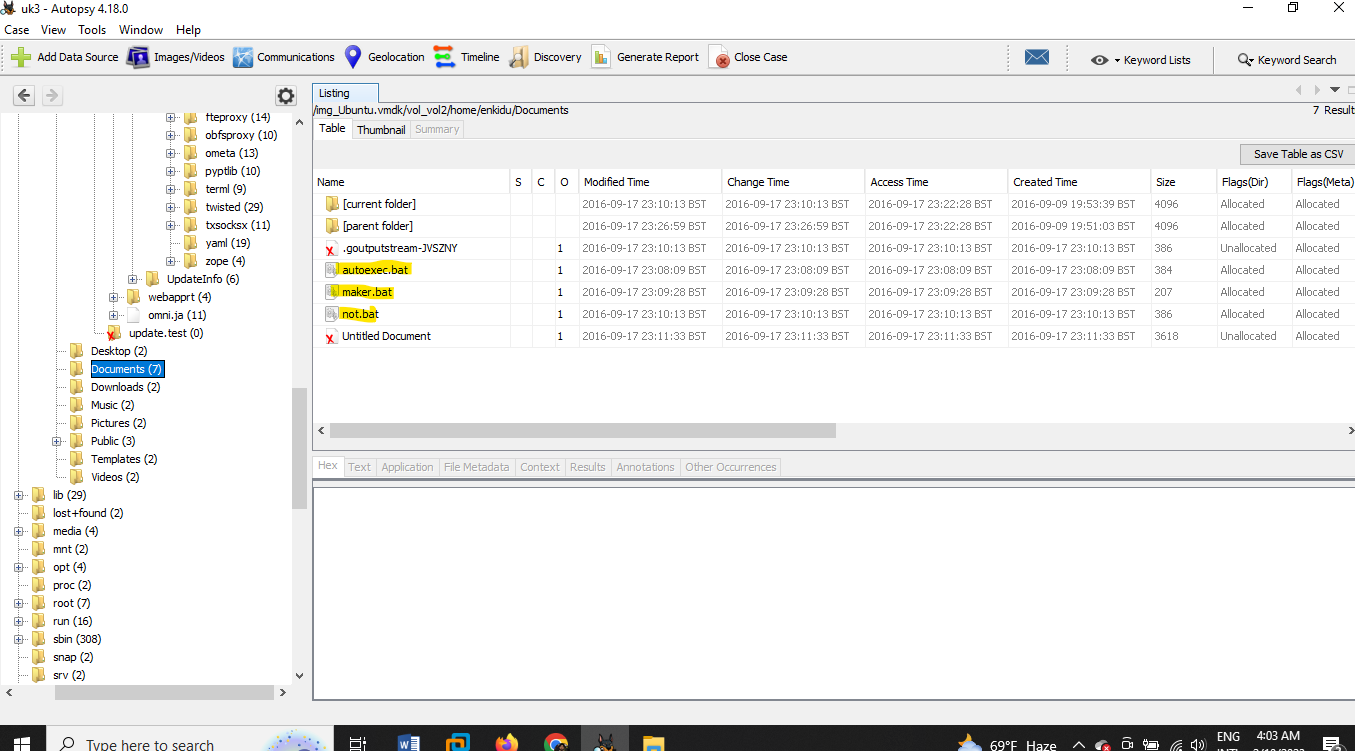 uk3 - Autopsy 4.18.0
Case View Tools Window Help
Add Data Source Images/Videos Communications Geolocation Timeline Discovery Generate Report Close Case Keyword Lists Keyword Search
Listing
/img_Ubuntu.vmdk/vol_vol2/home/enkidu/Documents
7 Result
Table Thumbnail Summary
Save Table as CSV
Name S C O Modified Time Change Time Access Time Created Time Size Flags(Dir) Flags(Meta)
[current folder] 2016-09-17 23:10:13 BST 2016-09-17 23:10:13 BST 2016-09-17 23:22:28 BST 2016-09-09 19:53:39 BST 4096 Allocated Allocated
[parent folder] 2016-09-17 23:26:59 BST 2016-09-17 23:26:59 BST 2016-09-17 23:22:28 BST 2016-09-09 19:51:03 BST 4096 Allocated Allocated
.goutputstream-JVSZNY 1 2016-09-17 23:10:13 BST 2016-09-17 23:10:13 BST 2016-09-17 23:10:13 BST 2016-09-17 23:10:13 BST 386 Unallocated Allocated
autoexec.bat 1 2016-09-17 23:08:09 BST 2016-09-17 23:08:09 BST 2016-09-17 23:08:09 BST 2016-09-17 23:08:09 BST 384 Allocated Allocated
maker.bat 1 2016-09-17 23:09:28 BST 2016-09-17 23:09:28 BST 2016-09-17 23:09:28 BST 2016-09-17 23:09:28 BST 207 Allocated Allocated
not.bat 1 2016-09-17 23:10:13 BST 2016-09-17 23:10:13 BST 2016-09-17 23:10:13 BST 2016-09-17 23:10:13 BST 386 Allocated Allocated
Untitled Document 1 2016-09-17 23:11:33 BST 2016-09-17 23:11:33 BST 2016-09-17 23:11:33 BST 2016-09-17 23:11:33 BST 3618 Unallocated Allocated
Hex Text Application File Metadata Context Results Annotations Other Occurrences
fteproxy (14)
obfsproxy (10)
ometa (13)
pyptlib (10)
terml (9)
twisted (29)
txsocksx (11)
yaml (19)
zope (4)
UpdateInfo (6)
webapprt (4)
omni.ja (11)
update.test (0)
Desktop (2)
Documents (7)
Downloads (2)
Music (2)
Pictures (2)
Public (3)
Templates (2)
Videos (2)
lib (29)
lost+found (2)
media (4)
mnt (2)
opt (4)
proc (2)
root (7)
run (16)
sbin (308)
snap (2)
srv (2)
Type here to search
69°F Haze
ENG
4:03 AM